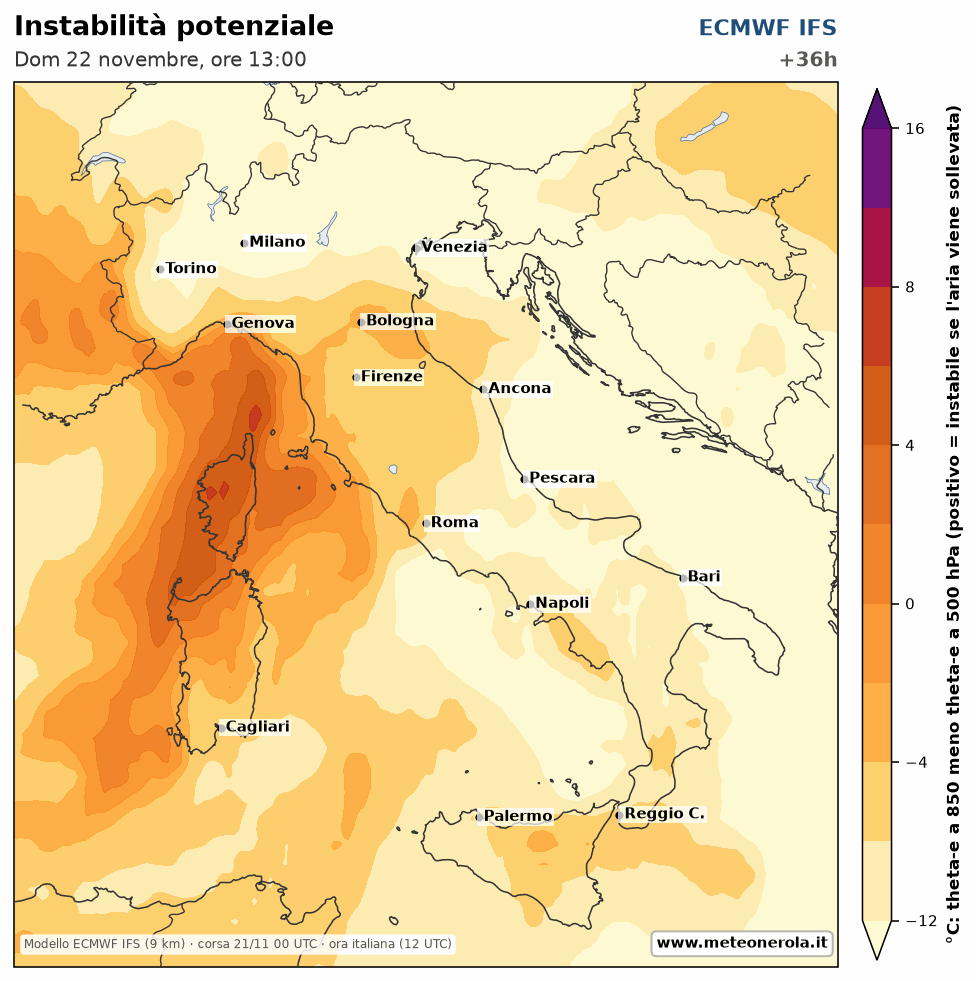 Instabilità potenziale
ECMWF IFS
Dom 22 novembre, ore 13:00
+36h
Milano
Venezia
Torino
Genova
Bologna
Firenze
Ancona
Pescara
Roma
Bari
Napoli
Cagliari
Palermo
Reggio C.
16
8
4
0
−4
−12
°C: theta-e a 850 meno theta-e a 500 hPa (positivo = instabile se l'aria viene sollevata)
Modello ECMWF IFS (9 km) · corsa 21/11 00 UTC · ora italiana (12 UTC)
www.meteonerola.it